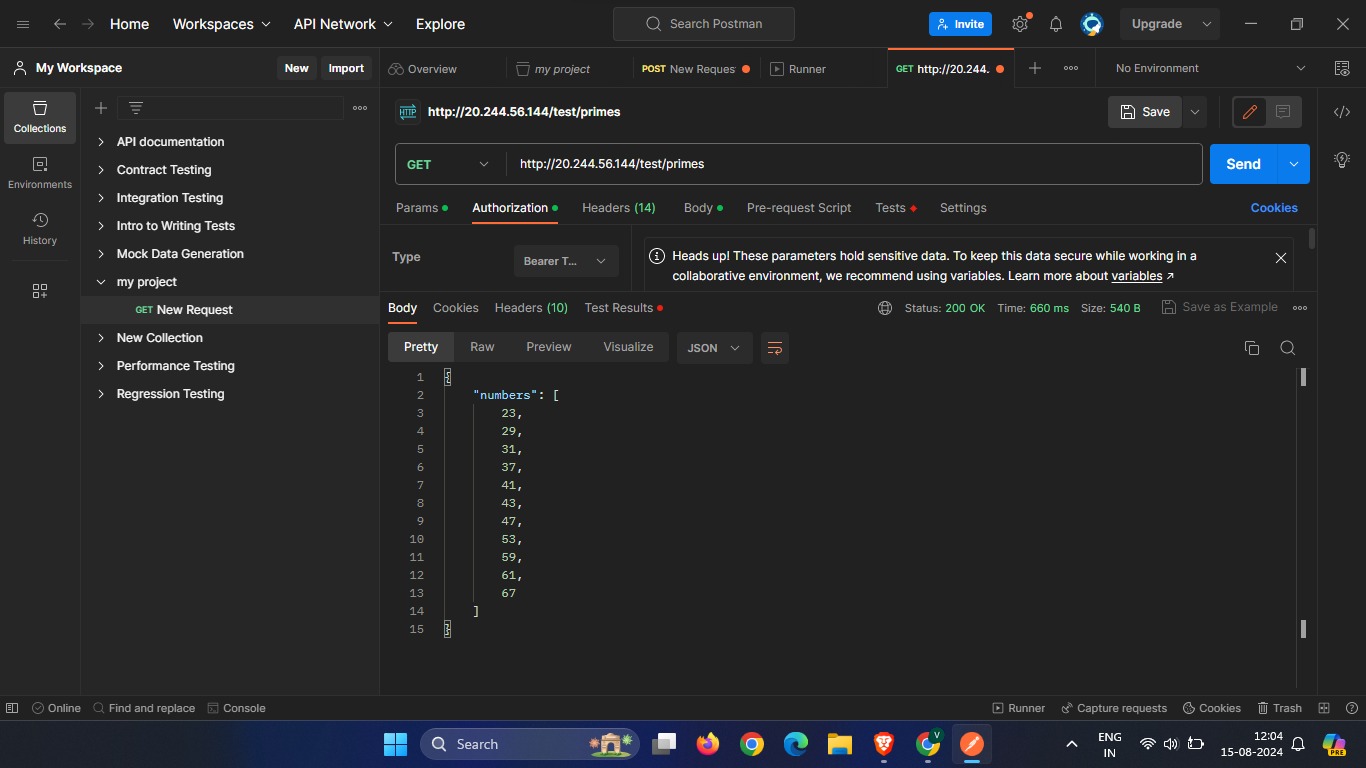 Home Workspaces API Network Explore Search Postman Invite Upgrade
My Workspace New Import Overview my project POST New Reques Runner GET http://20.244. No Environment
http://20.244.56.144/test/primes Save
GET http://20.244.56.144/test/primes Send
Params Authorization Headers (14) Body Pre-request Script Tests Settings Cookies
Type Bearer T... Heads up! These parameters hold sensitive data. To keep this data secure while working in a
collaborative environment, we recommend using variables. Learn more about variables ↗
Collections
Environments
History
API documentation
Contract Testing
Integration Testing
Intro to Writing Tests
Mock Data Generation
my project
GET New Request
New Collection
Performance Testing
Regression Testing
Body Cookies Headers (10) Test Results Status: 200 OK Time: 660 ms Size: 540 B Save as Example
Pretty Raw Preview Visualize JSON
1 {
2 "numbers": [
3 23,
4 29,
5 31,
6 37,
7 41,
8 43,
9 47,
10 53,
11 59,
12 61,
13 67
14 ]
15 }
Online Find and replace Console Runner Capture requests Cookies Trash
Search ENG 12:04
IN 15-08-2024